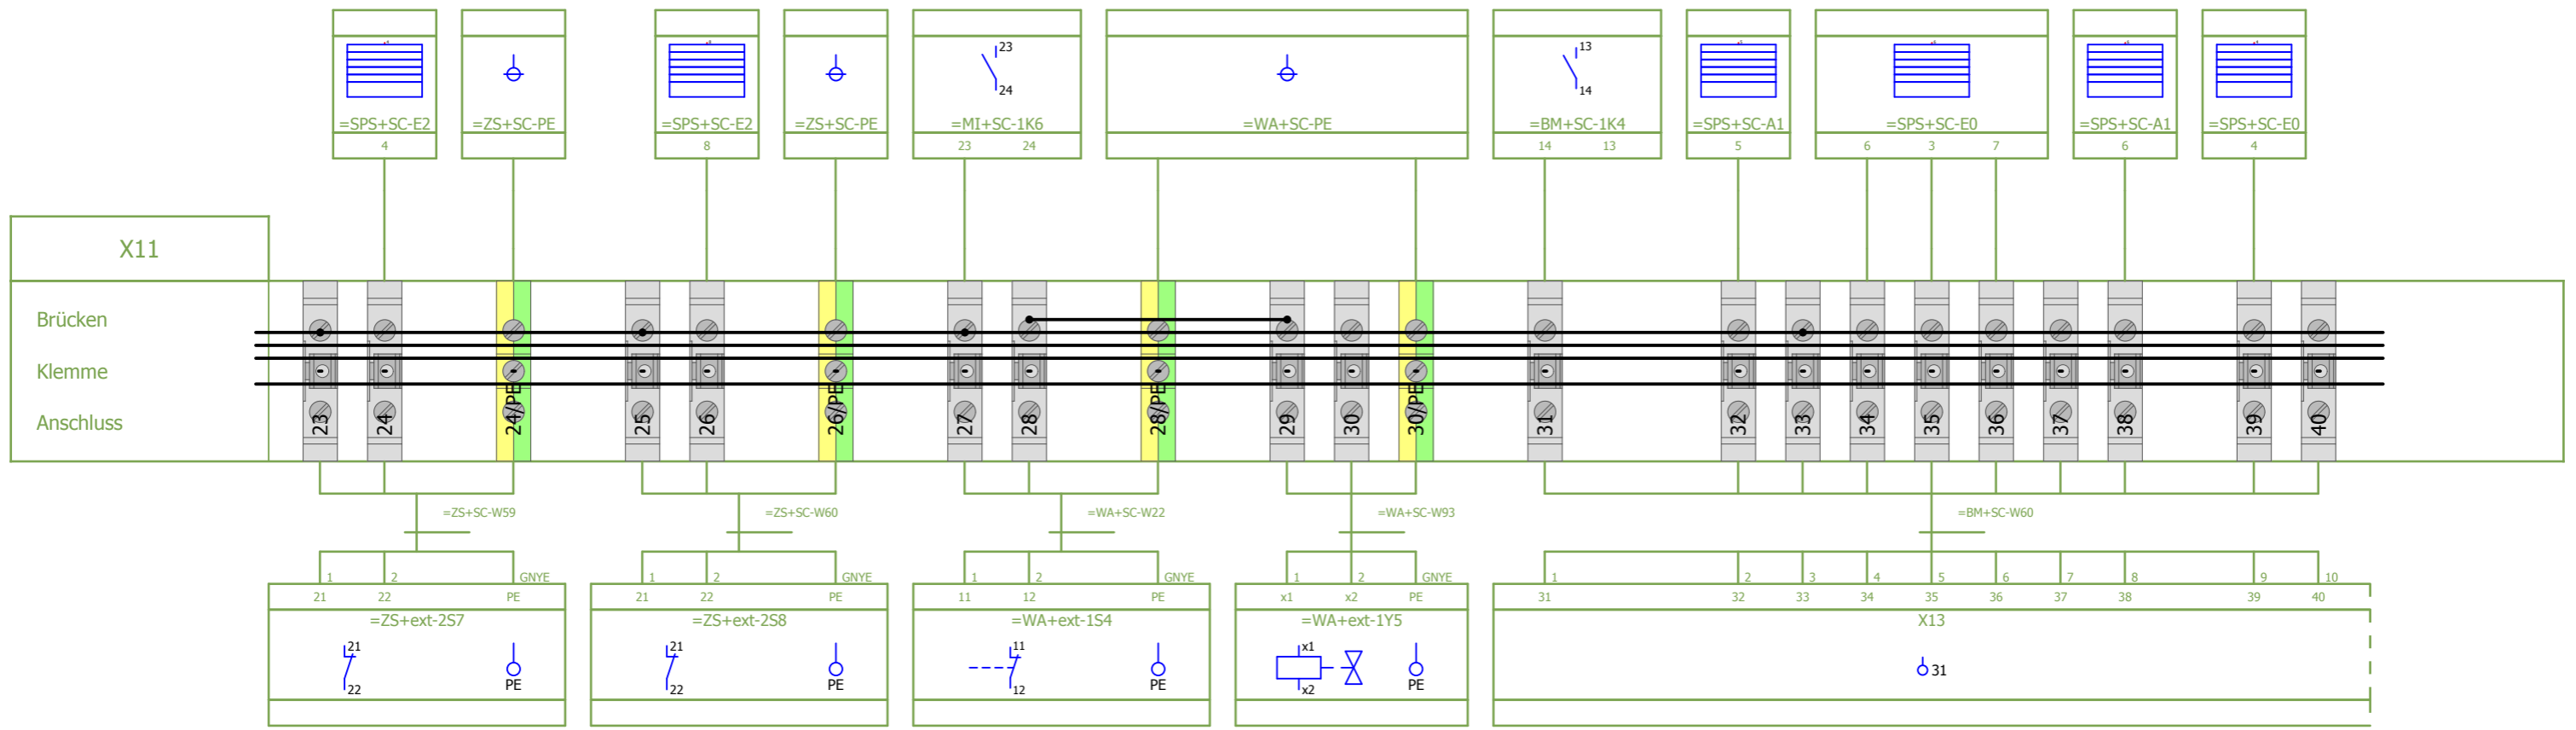 23
13
24
14
=SPS+SC-E2
=ZS+SC-PE
=SPS+SC-E2
=ZS+SC-PE
=MI+SC-1K6
=WA+SC-PE
=BM+SC-1K4
=SPS+SC-A1
=SPS+SC-E0
=SPS+SC-A1
=SPS+SC-E0
4
8
23 24
14 13
5
6 3 7
6
4
X11
Brücken
Klemme
Anschluss
23 24 24/PE 25 26 26/PE 27 28 28/PE 29 30 30/PE 31 32 33 34 35 36 37 38 39 40
=ZS+SC-W59
=ZS+SC-W60
=WA+SC-W22
=WA+SC-W93
=BM+SC-W60
1 2 GNYE
1 2 GNYE
1 2 GNYE
1 2 GNYE
1 2 3 4 5 6 7 8 9 10
21 22 PE
21 22 PE
11 12 PE
x1 x2 PE
31 32 33 34 35 36 37 38 39 40
=ZS+ext-2S7
=ZS+ext-2S8
=WA+ext-1S4
=WA+ext-1Y5
X13
21
21
11
x1
31
22
PE
22
PE
12
PE
x2
PE